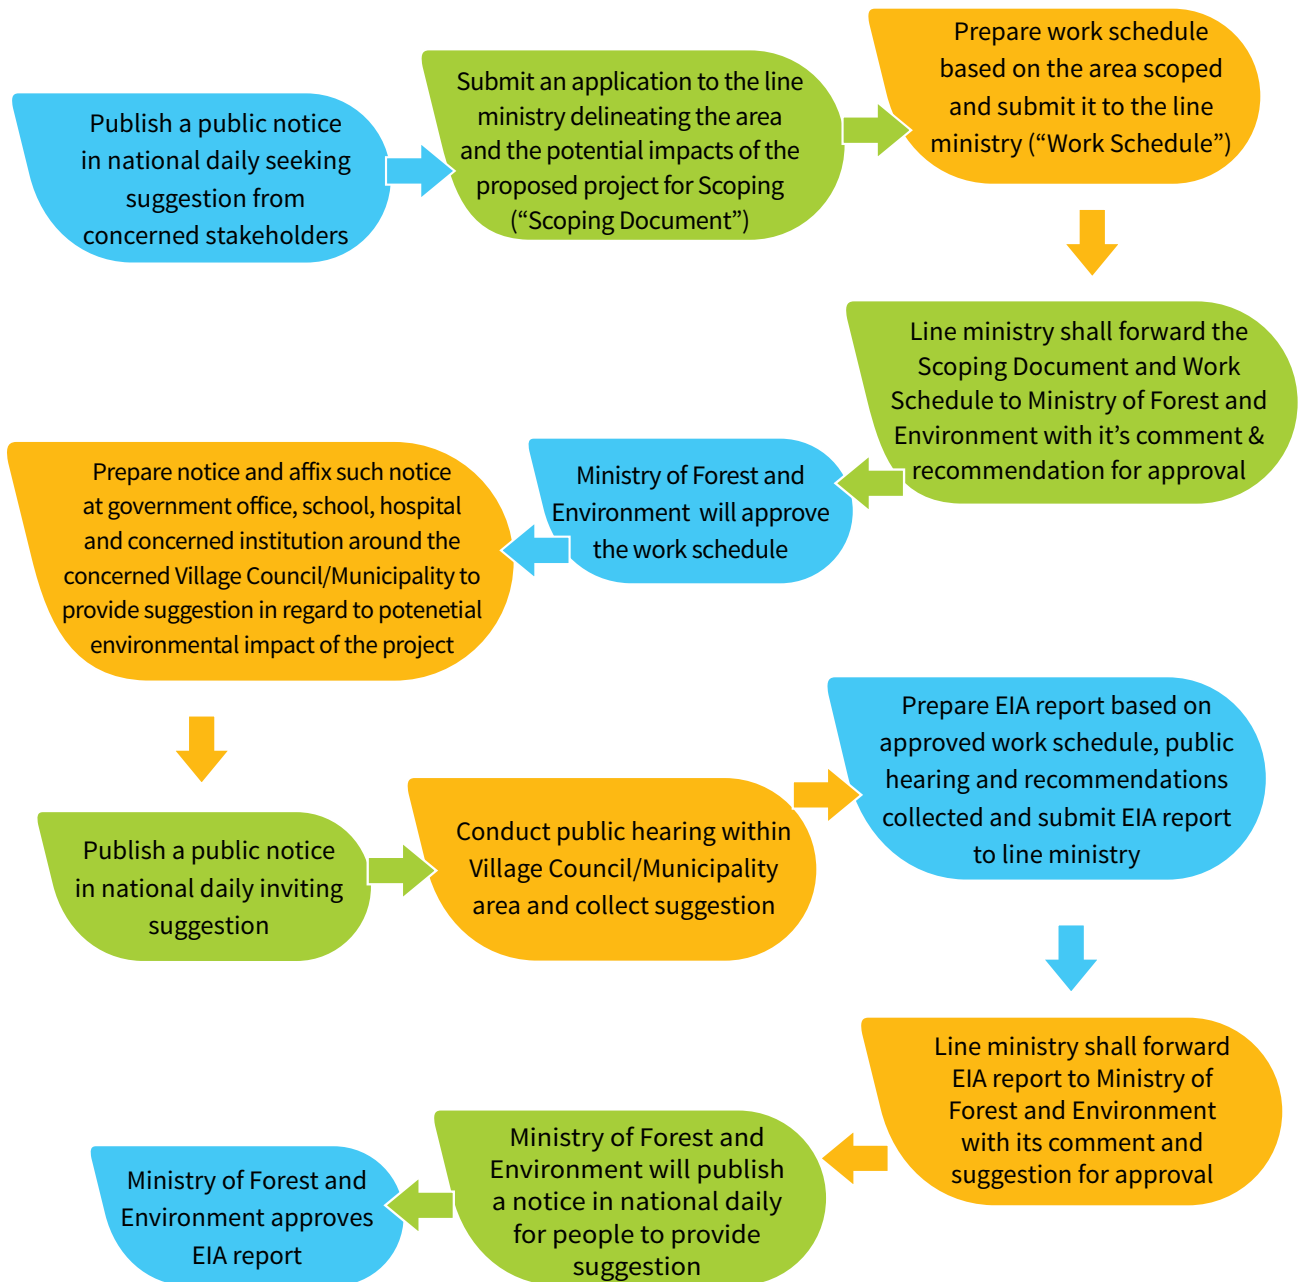 Publish a public notice
in national daily seeking
suggestion from
concerned stakeholders
Submit an application to the line
ministry delineating the area
and the potential impacts of the
proposed project for Scoping
(“Scoping Document”)
Prepare work schedule
based on the area scoped
and submit it to the line
ministry (“Work Schedule”)
Line ministry shall forward the
Scoping Document and Work
Schedule to Ministry of Forest and
Environment with it’s comment &
recommendation for approval
Ministry of Forest and
Environment will approve
the work schedule
Prepare notice and affix such notice
at government office, school, hospital
and concerned institution around the
concerned Village Council/Municipality to
provide suggestion in regard to potenetial
environmental impact of the project
Publish a public notice
in national daily inviting
suggestion
Conduct public hearing within
Village Council/Municipality
area and collect suggestion
Prepare EIA report based on
approved work schedule, public
hearing and recommendations
collected and submit EIA report
to line ministry
Line ministry shall forward
EIA report to Ministry of
Forest and Environment
with its comment and
suggestion for approval
Ministry of Forest and
Environment will publish
a notice in national daily
for people to provide
suggestion
Ministry of Forest and
Environment approves
EIA report